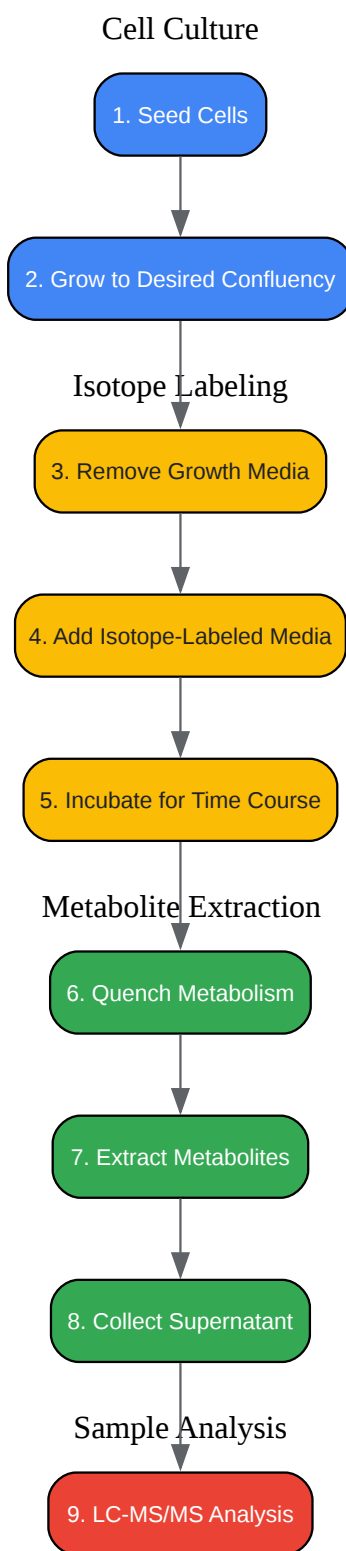 Cell Culture
1. Seed Cells
2. Grow to Desired Confluency
Isotope Labeling
3. Remove Growth Media
4. Add Isotope-Labeled Media
5. Incubate for Time Course
Metabolite Extraction
6. Quench Metabolism
7. Extract Metabolites
8. Collect Supernatant
Sample Analysis
9. LC-MS/MS Analysis